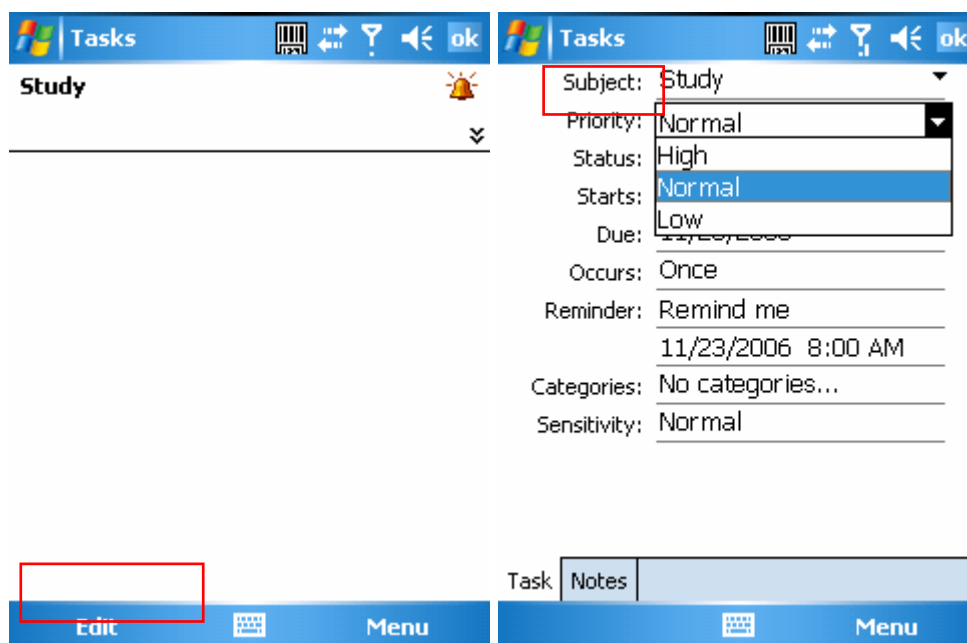 Tasks ok
Study
Edit Menu
Tasks ok
Subject: Study
Priority: Normal
Status: High
Starts: Normal
Low
Due:
Occurs: Once
Reminder: Remind me
11/23/2006 8:00 AM
Categories: No categories...
Sensitivity: Normal
Task Notes
Menu